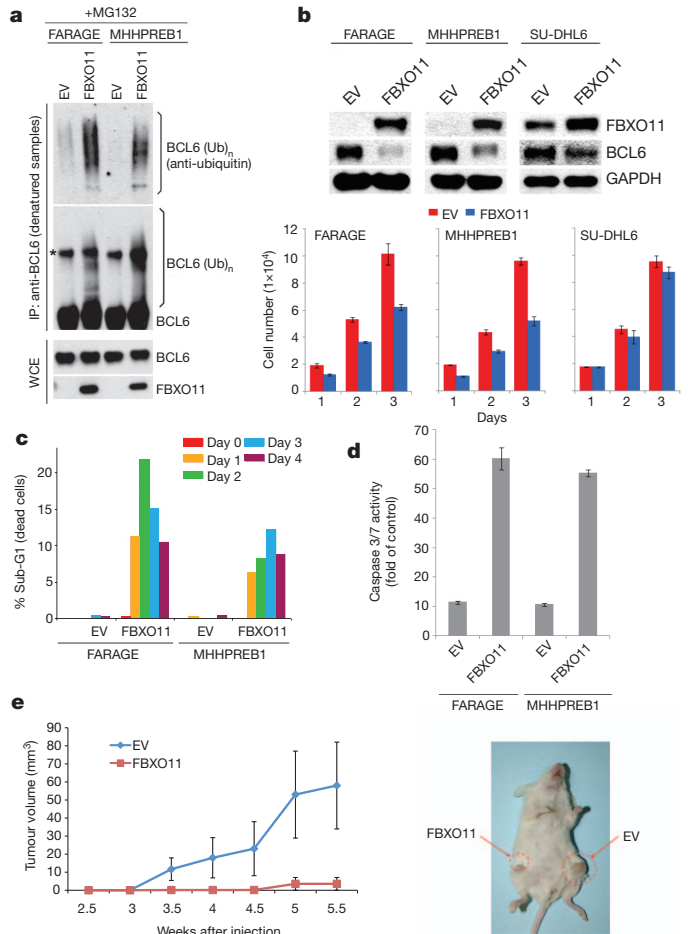 a
+MG132
FARAGE
MHHPREB1
EV
FBXO11
EV
FBXO11
IP: anti-BCL6 (denatured samples)
BCL6 (Ub)n
(anti-ubiquitin)
*
BCL6 (Ub)n
BCL6
WCE
BCL6
FBXO11
b
FARAGE MHHPREB1 SU-DHL6
EV FBXO11 EV FBXO11 EV FBXO11
FBXO11
BCL6
GAPDH
EV FBXO11
FARAGE MHHPREB1 SU-DHL6
Cell number (1×10⁴)
12
10
8
6
4
2
0
1 2 3 1 2 3 1 2 3
Days
c
Day 0 Day 3
Day 1 Day 4
Day 2
% Sub-G1 (dead cells)
25
20
15
10
5
0
EV FBXO11 EV FBXO11
FARAGE MHHPREB1
d
Caspase 3/7 activity
(fold of control)
70
60
50
40
30
20
10
0
EV FBXO11 EV FBXO11
FARAGE MHHPREB1
e
Tumour volume (mm³)
90
80
70
60
50
40
30
20
10
0
EV
FBXO11
2.5 3 3.5 4 4.5 5 5.5
Weeks after injection
FBXO11
EV